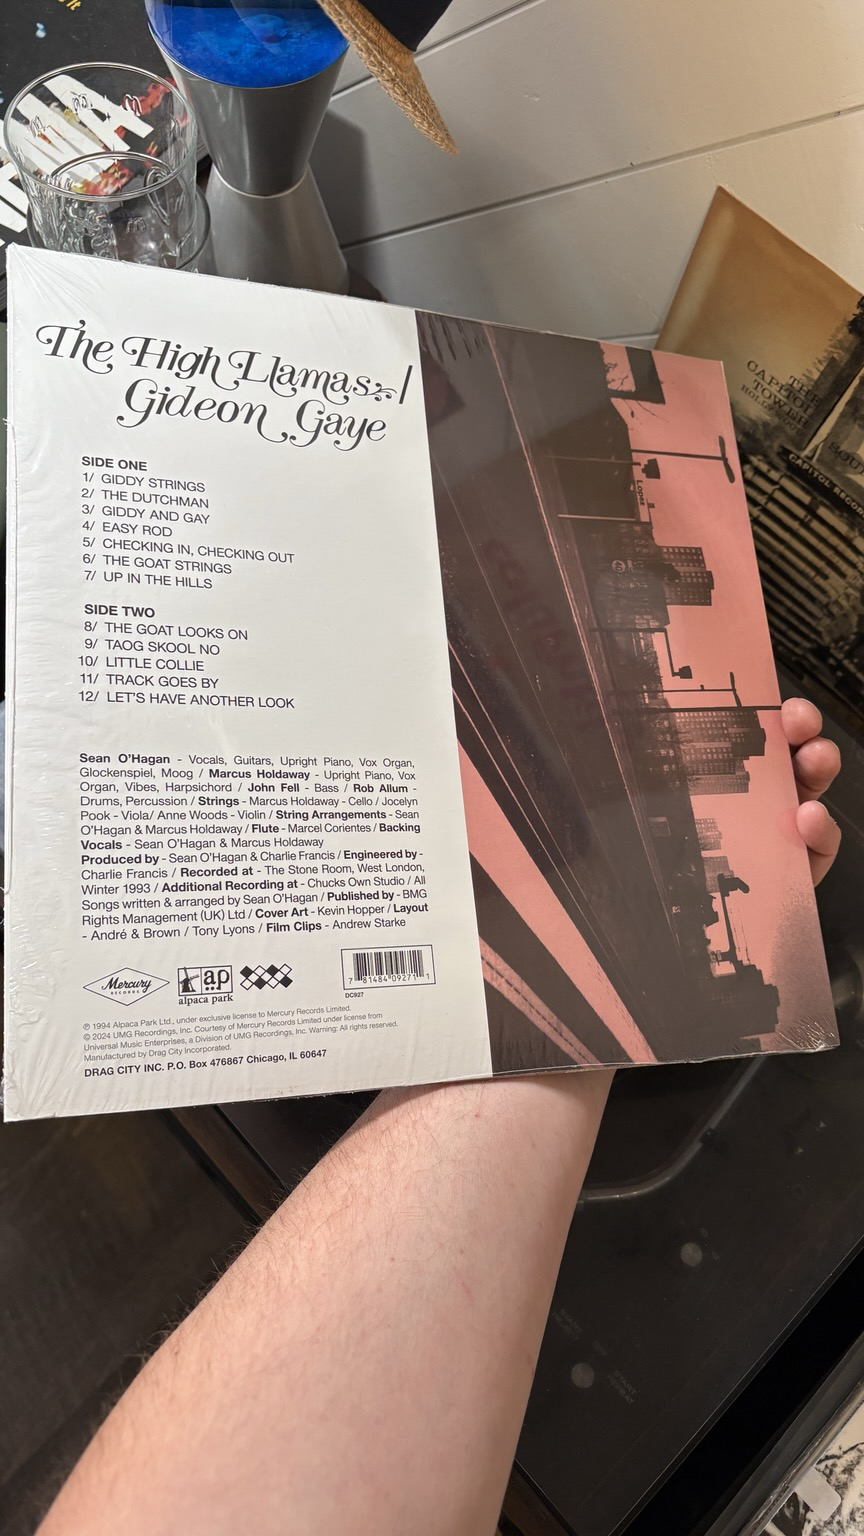 The High Llamas /
Gideon Gaye
SIDE ONE
1/ GIDDY STRINGS
2/ THE DUTCHMAN
3/ GIDDY AND GAY
4/ EASY ROD
5/ CHECKING IN, CHECKING OUT
6/ THE GOAT STRINGS
7/ UP IN THE HILLS
SIDE TWO
8/ THE GOAT LOOKS ON
9/ TAOG SKOOL NO
10/ LITTLE COLLIE
11/ TRACK GOES BY
12/ LET'S HAVE ANOTHER LOOK
Sean O'Hagan - Vocals, Guitars, Upright Piano, Vox Organ,
Glockenspiel, Moog / Marcus Holdaway - Upright Piano, Vox
Organ, Vibes, Harpsichord / John Fell - Bass / Rob Allum -
Drums, Percussion / Strings - Marcus Holdaway - Cello / Jocelyn
Pook - Viola/ Anne Woods - Violin / String Arrangements - Sean
O'Hagan & Marcus Holdaway / Flute - Marcel Corientes / Backing
Vocals - Sean O'Hagan & Marcus Holdaway
Produced by - Sean O'Hagan & Charlie Francis / Engineered by -
Charlie Francis / Recorded at - The Stone Room, West London,
Winter 1993 / Additional Recording at - Chucks Own Studio / All
Songs written & arranged by Sean O'Hagan / Published by - BMG
Rights Management (UK) Ltd / Cover Art - Kevin Hopper / Layout
- André & Brown / Tony Lyons / Film Clips - Andrew Starke
Mercury
RECORDS
ap
alpaca park
7 81484 09271 1
DC927
℗ 1994 Alpaca Park Ltd., under exclusive license to Mercury Records Limited.
© 2024 UMG Recordings, Inc. Courtesy of Mercury Records Limited under license from
Universal Music Enterprises, a Division of UMG Recordings, Inc. Warning: All rights reserved.
Manufactured by Drag City Incorporated.
DRAG CITY INC. P.O. Box 476867 Chicago, IL 60647
Lopes
THE
CAPITOL
TOWER
CAPITOL RECOR